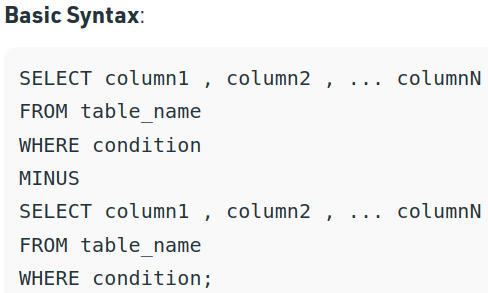 Basic Syntax:
SELECT column1 , column2 , ... columnN
FROM table_name
WHERE condition
MINUS
SELECT column1 , column2 , ... columnN
FROM table_name
WHERE condition;